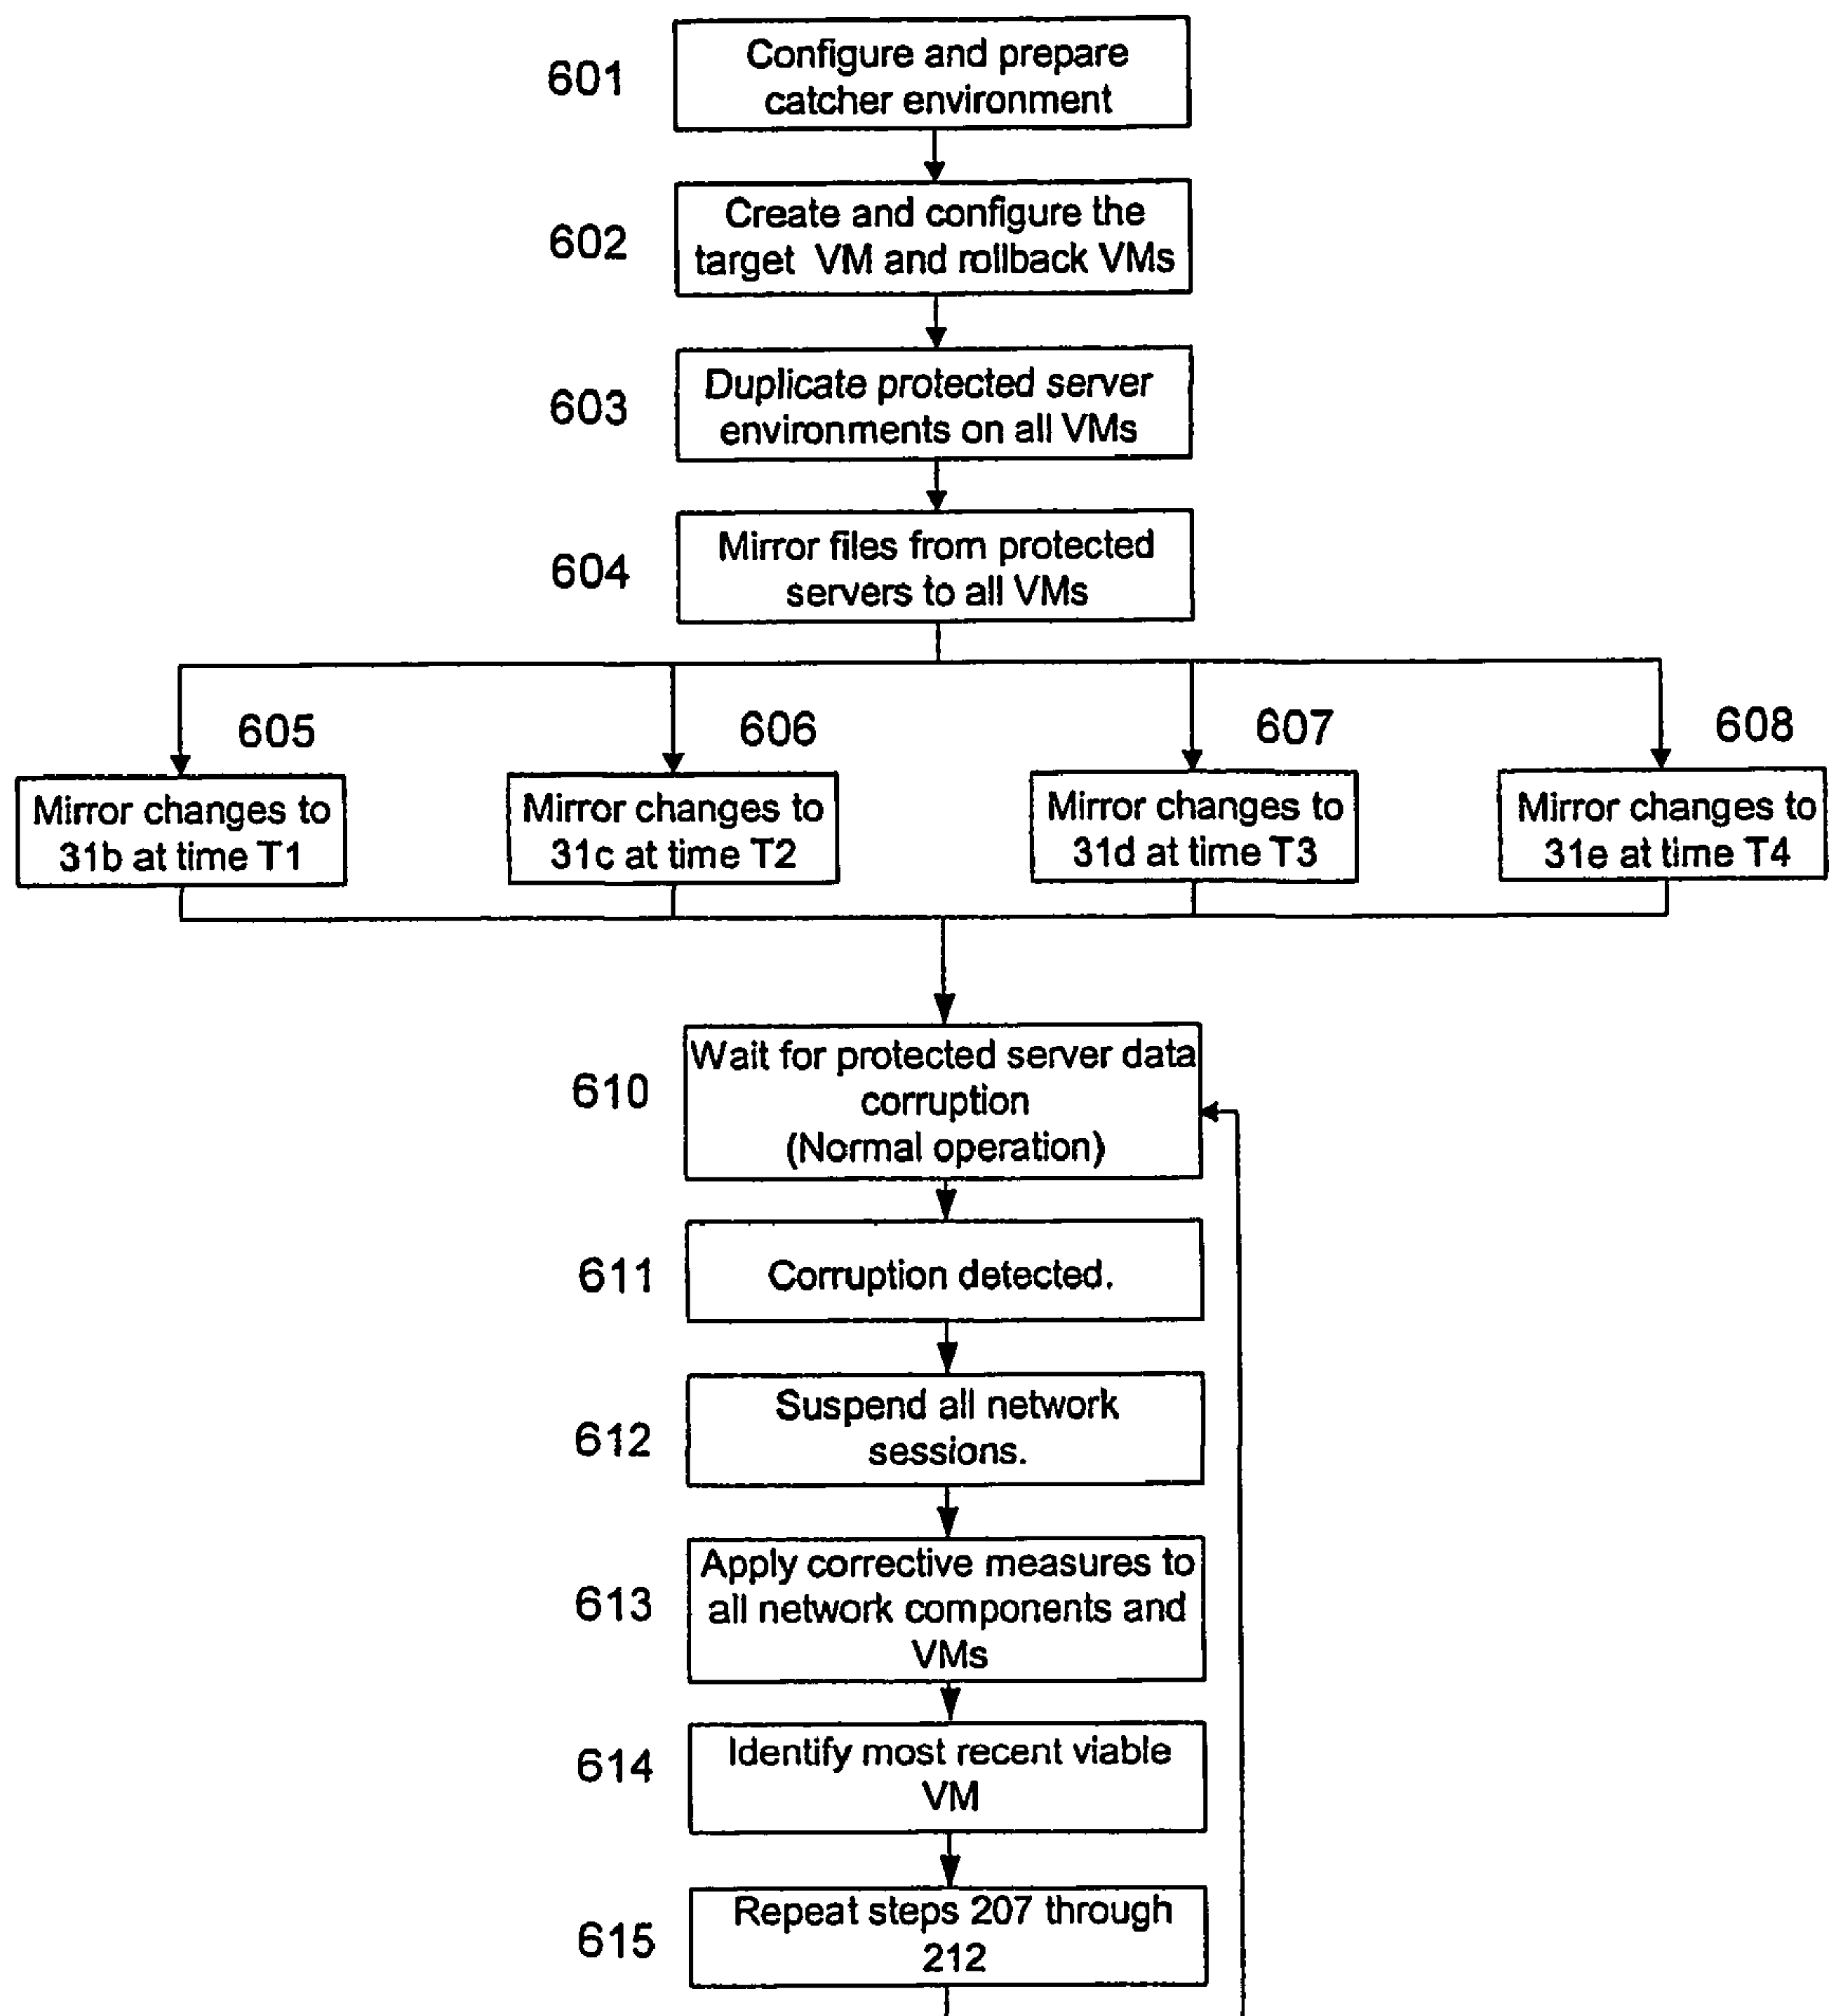 601
Configure and prepare
catcher environment
602
Create and configure the
target VM and rollback VMs
603
Duplicate protected server
environments on all VMs
604
Mirror files from protected
servers to all VMs
605
606
607
608
Mirror changes to
31b at time T1
Mirror changes to
31c at time T2
Mirror changes to
31d at time T3
Mirror changes to
31e at time T4
610
Wait for protected server data
corruption
(Normal operation)
611
Corruption detected.
612
Suspend all network
sessions.
613
Apply corrective measures to
all network components and
VMs
614
Identify most recent viable
VM
615
Repeat steps 207 through
212